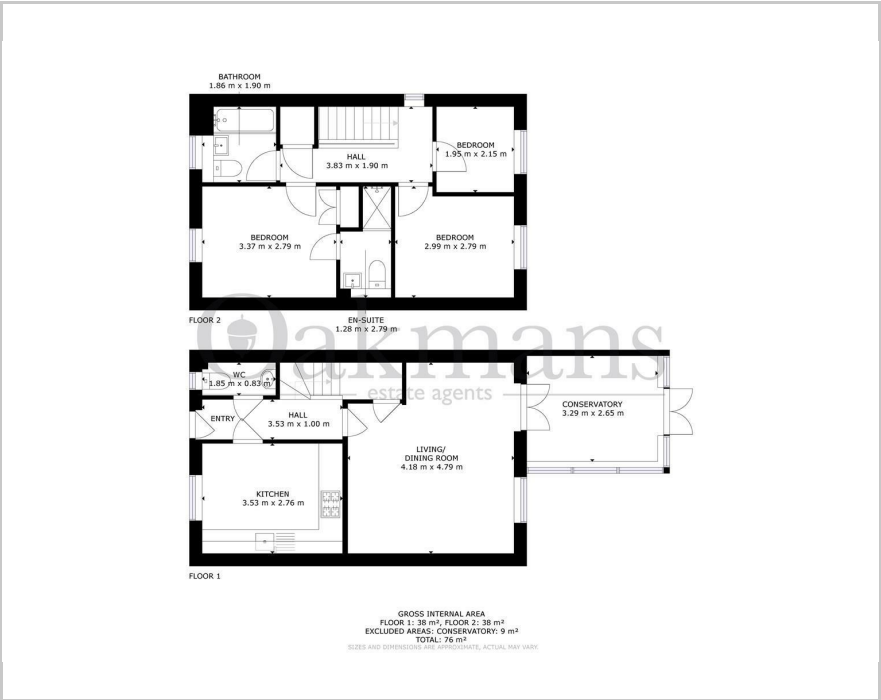 BATHROOM
1.86 m x 1.90 m
HALL
3.83 m x 1.90 m
BEDROOM
1.95 m x 2.15 m
BEDROOM
3.37 m x 2.79 m
BEDROOM
2.99 m x 2.79 m
EN-SUITE
1.28 m x 2.79 m
FLOOR 2
Oakmans
estate agents
WC
1.85 m x 0.83 m
ENTRY
HALL
3.53 m x 1.00 m
CONSERVATORY
3.29 m x 2.65 m
LIVING/
DINING ROOM
4.18 m x 4.79 m
KITCHEN
3.53 m x 2.76 m
FLOOR 1
GROSS INTERNAL AREA
FLOOR 1: 38 m², FLOOR 2: 38 m²
EXCLUDED AREAS: CONSERVATORY: 9 m²
TOTAL: 76 m²
SIZES AND DIMENSIONS ARE APPROXIMATE, ACTUAL MAY VARY.